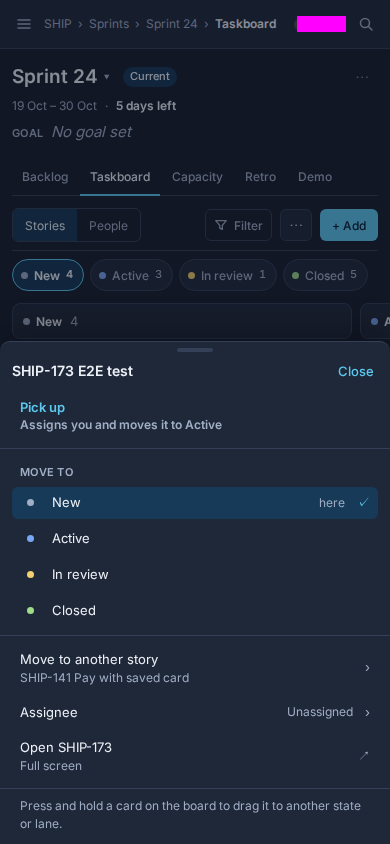 SHIP › Sprints › Sprint 24 › Taskboard
Sprint 24 ▾ Current ···
19 Oct – 30 Oct · 5 days left
GOAL No goal set
Backlog Taskboard Capacity Retro Demo
Stories People Filter ··· + Add
New 4 Active 3 In review 1 Closed 5
New 4 A
SHIP-173 E2E test Close
Pick up
Assigns you and moves it to Active
MOVE TO
New here ✓
Active
In review
Closed
Move to another story ›
SHIP-141 Pay with saved card
Assignee Unassigned ›
Open SHIP-173 ↗
Full screen
Press and hold a card on the board to drag it to another state
or lane.